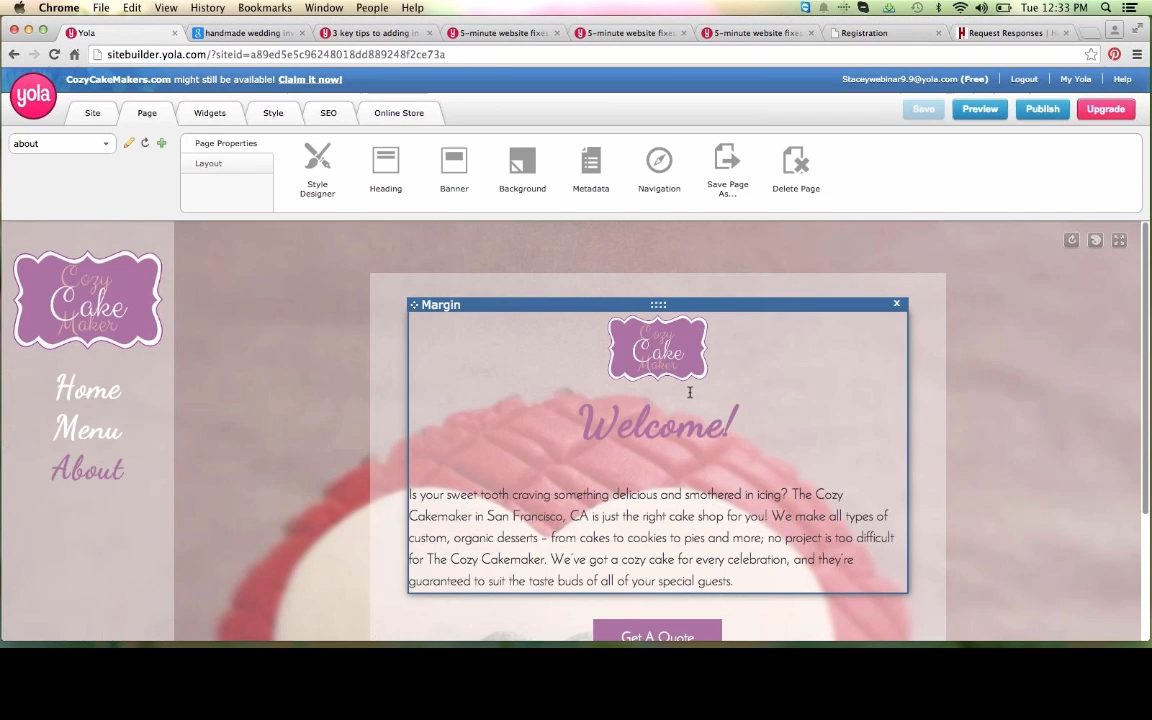 Chrome File Edit View History Bookmarks Window People Help
Tue 12:33 PM
Yola
handmade wedding in
3 key tips to adding in
5-minute website fixe
5-minute website fixe
5-minute website fixe
Registration
Request Responses | H
sitebuilder.yola.com/?siteid=a89ed5e5c96248018dd889248f2ce73a
yola
CozyCakeMakers.com might still be available! Claim it now!
Staceywebinar9.9@yola.com (Free)
Logout
My Yola
Help
Site
Page
Widgets
Style
SEO
Online Store
Save
Preview
Publish
Upgrade
about
Page Properties
Layout
Style
Designer
Heading
Banner
Background
Metadata
Navigation
Save Page
As...
Delete Page
Cozy
Cake
Maker
Home
Menu
About
Margin
x
Cozy
Cake
Maker
Welcome!
Is your sweet tooth craving something delicious and smothered in icing? The Cozy
Cakemaker in San Francisco, CA is just the right cake shop for you! We make all types of
custom, organic desserts – from cakes to cookies to pies and more; no project is too difficult
for The Cozy Cakemaker. We've got a cozy cake for every celebration, and they're
guaranteed to suit the taste buds of all of your special guests.
Get A Quote